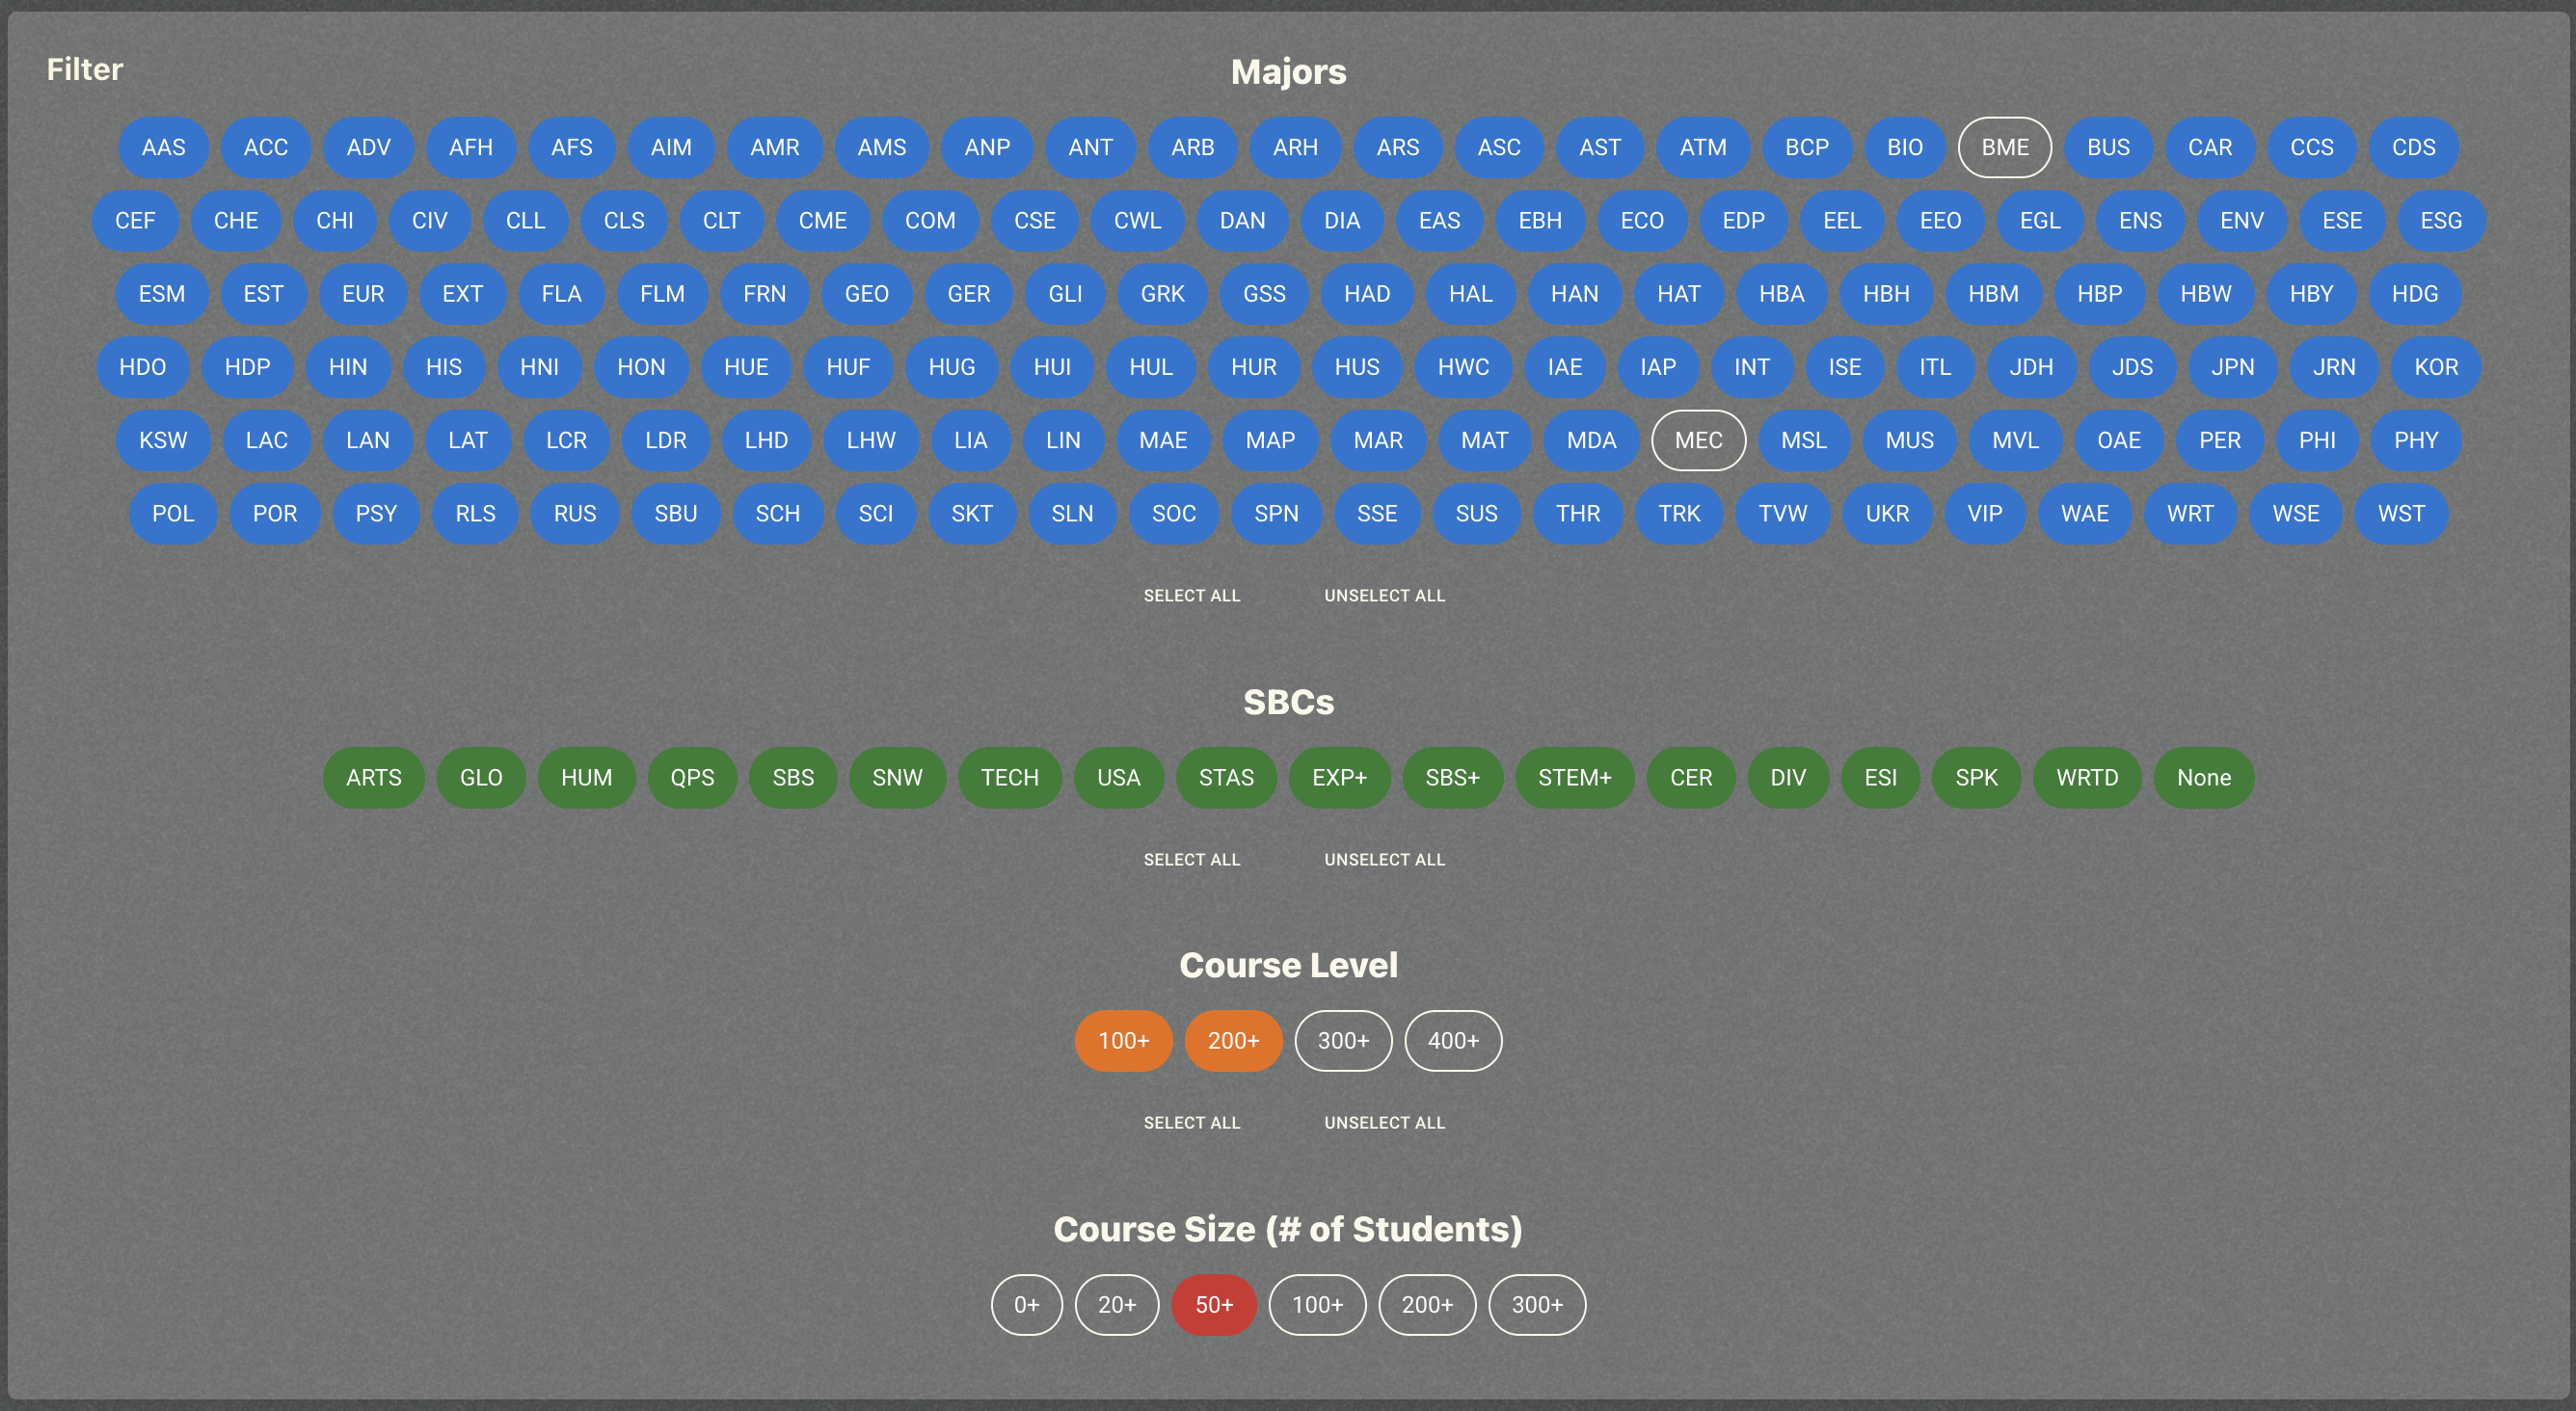 Filter
Majors
AAS ACC ADV AFH AFS AIM AMR AMS ANP ANT ARB ARH ARS ASC AST ATM BCP BIO BME BUS CAR CCS CDS
CEF CHE CHI CIV CLL CLS CLT CME COM CSE CWL DAN DIA EAS EBH ECO EDP EEL EEO EGL ENS ENV ESE ESG
ESM EST EUR EXT FLA FLM FRN GEO GER GLI GRK GSS HAD HAL HAN HAT HBA HBH HBM HBP HBW HBY HDG
HDO HDP HIN HIS HNI HON HUE HUF HUG HUI HUL HUR HUS HWC IAE IAP INT ISE ITL JDH JDS JPN JRN KOR
KSW LAC LAN LAT LCR LDR LHD LHW LIA LIN MAE MAP MAR MAT MDA MEC MSL MUS MVL OAE PER PHI PHY
POL POR PSY RLS RUS SBU SCH SCI SKT SLN SOC SPN SSE SUS THR TRK TVW UKR VIP WAE WRT WSE WST
SELECT ALL UNSELECT ALL
SBCs
ARTS GLO HUM QPS SBS SNW TECH USA STAS EXP+ SBS+ STEM+ CER DIV ESI SPK WRTD None
SELECT ALL UNSELECT ALL
Course Level
100+ 200+ 300+ 400+
SELECT ALL UNSELECT ALL
Course Size (# of Students)
0+ 20+ 50+ 100+ 200+ 300+